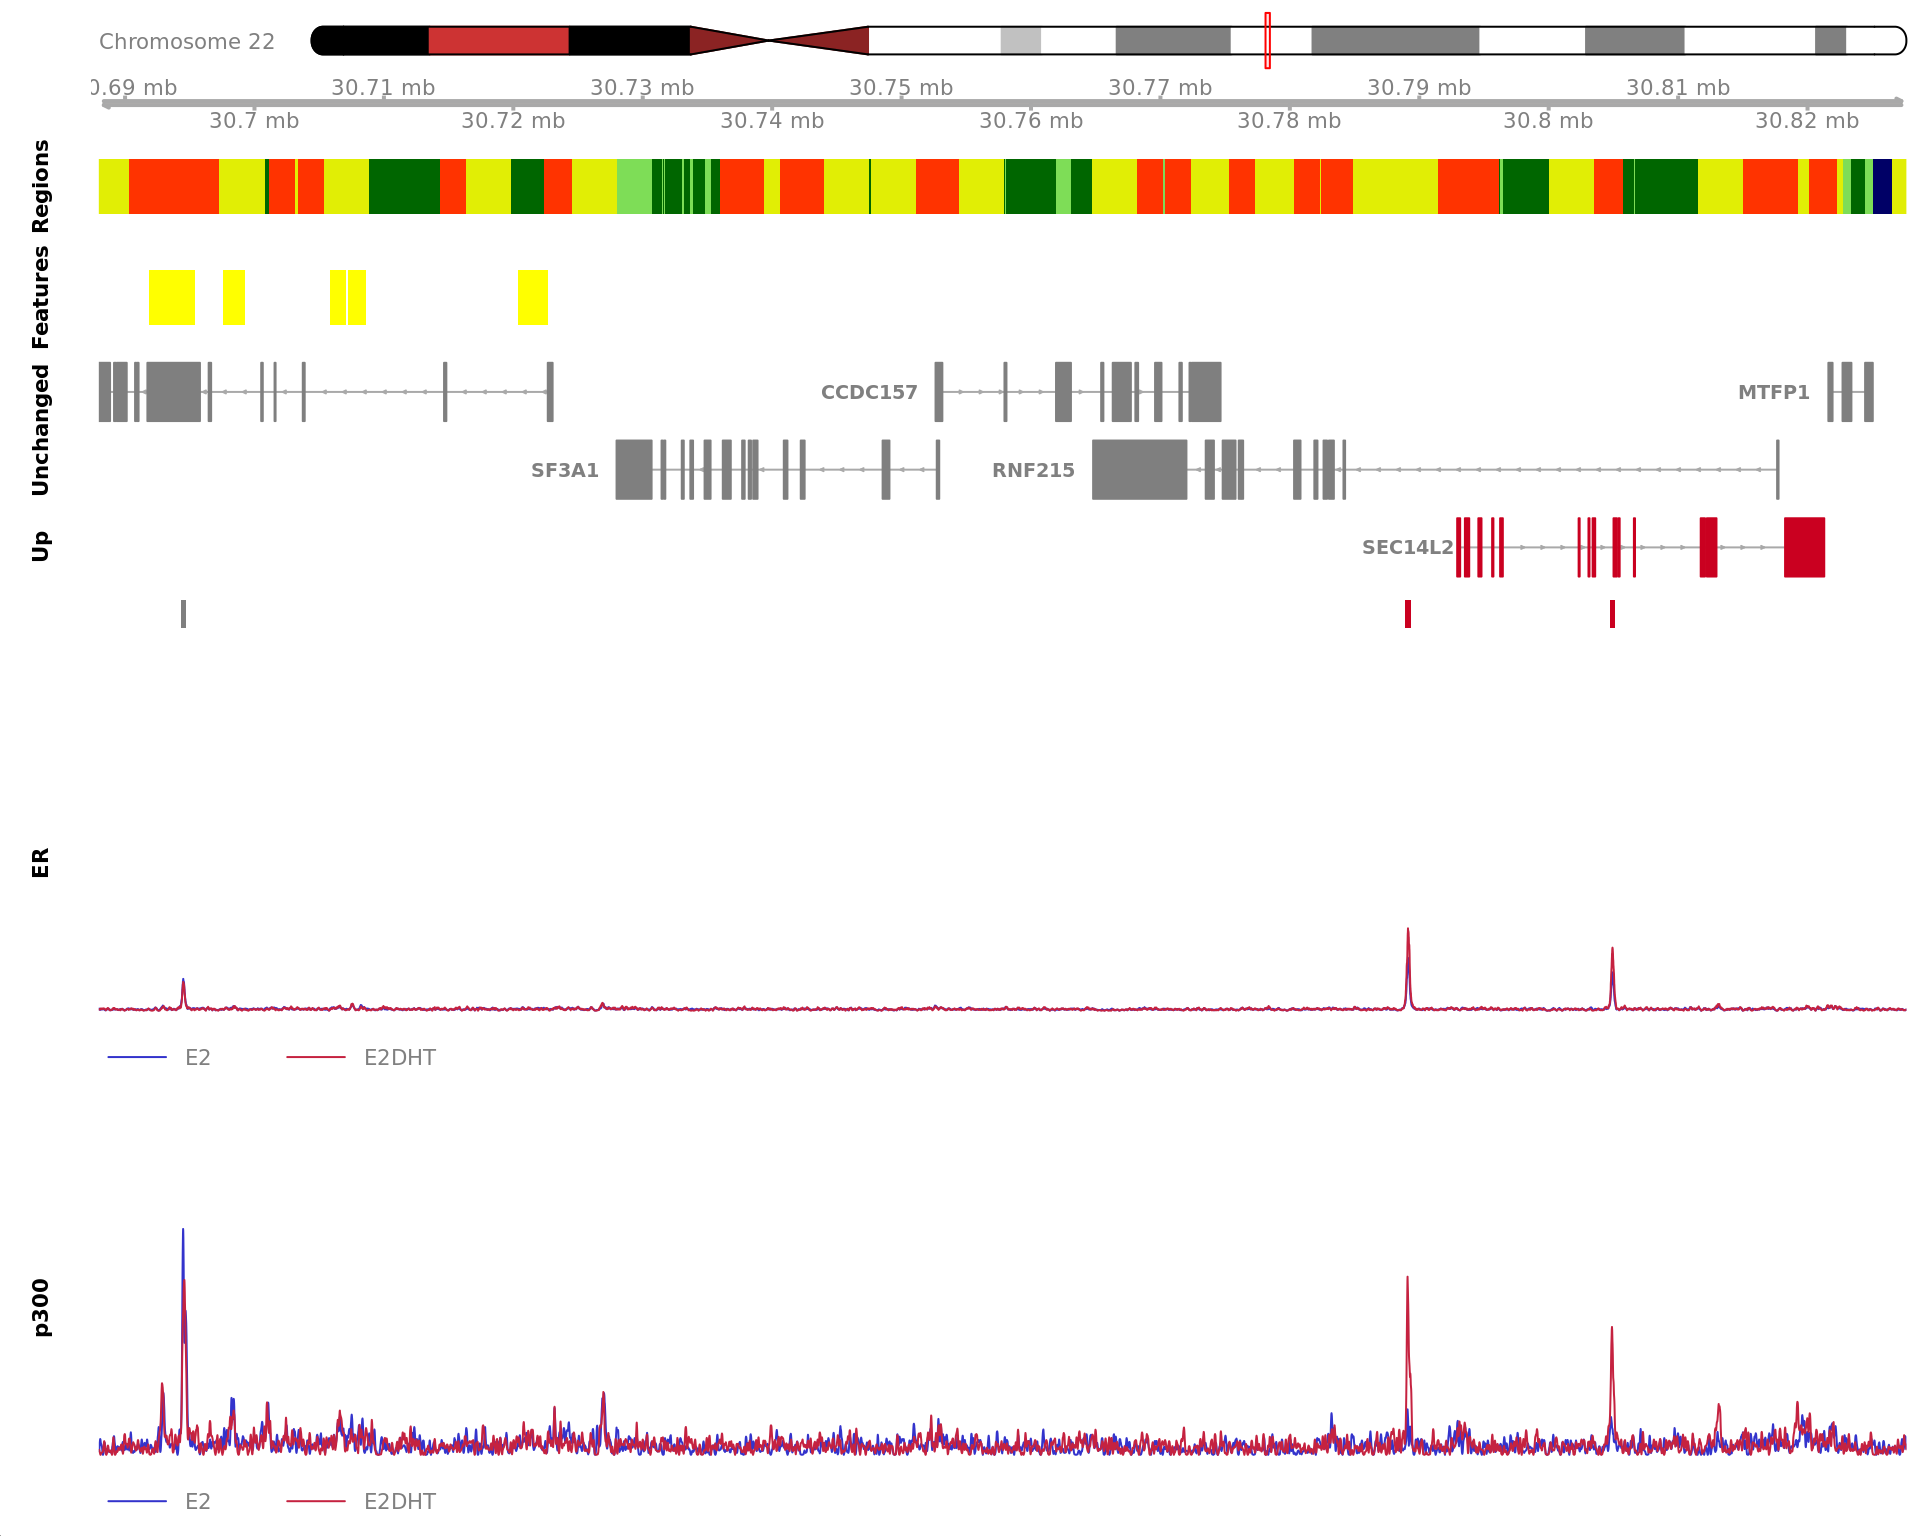 Chromosome 22
0.69 mb 30.71 mb 30.73 mb 30.75 mb 30.77 mb 30.79 mb 30.81 mb
30.7 mb 30.72 mb 30.74 mb 30.76 mb 30.78 mb 30.8 mb 30.82 mb
Regions
Features
Unchanged
CCDC157 MTFP1
SF3A1 RNF215
Up
SEC14L2
ER
E2 E2DHT
p300
E2 E2DHT